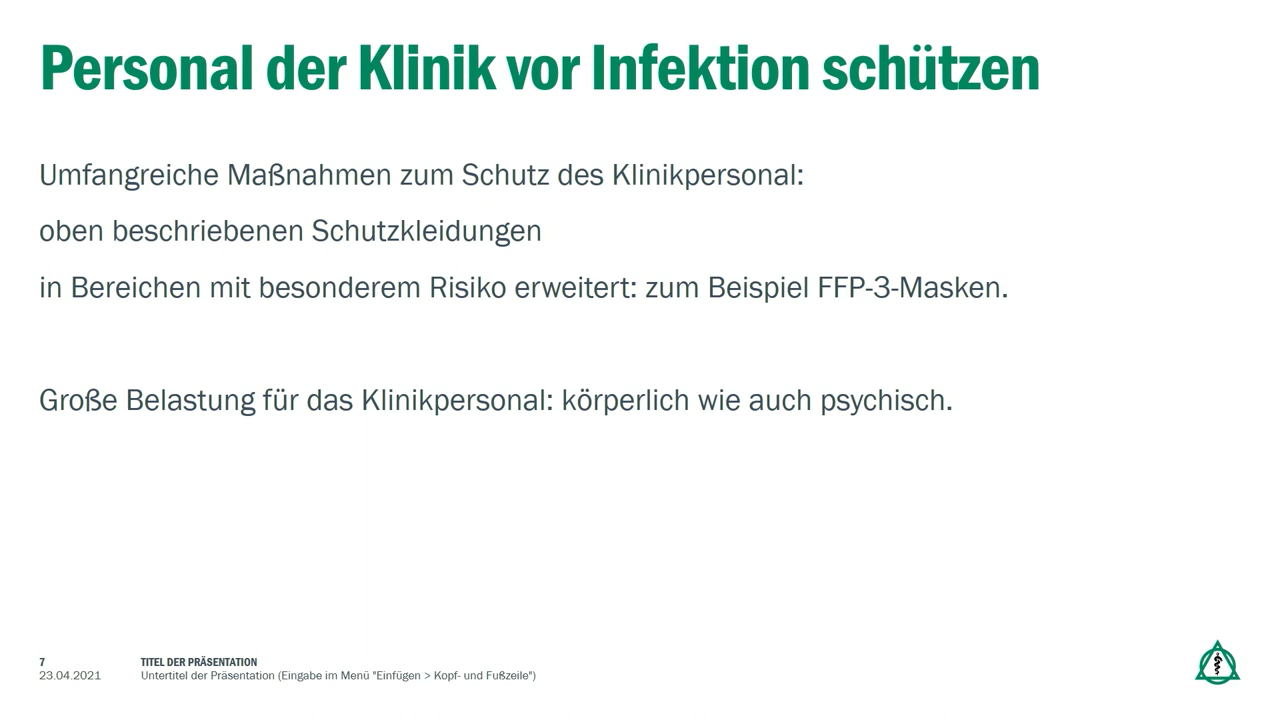 Personal der Klinik vor Infektion schützen
Umfangreiche Maßnahmen zum Schutz des Klinikpersonal:
oben beschriebenen Schutzkleidungen
in Bereichen mit besonderem Risiko erweitert: zum Beispiel FFP-3-Masken.
Große Belastung für das Klinikpersonal: körperlich wie auch psychisch.
7
TITEL DER PRÄSENTATION
23.04.2021
Untertitel der Präsentation (Eingabe im Menü "Einfügen > Kopf- und Fußzeile")